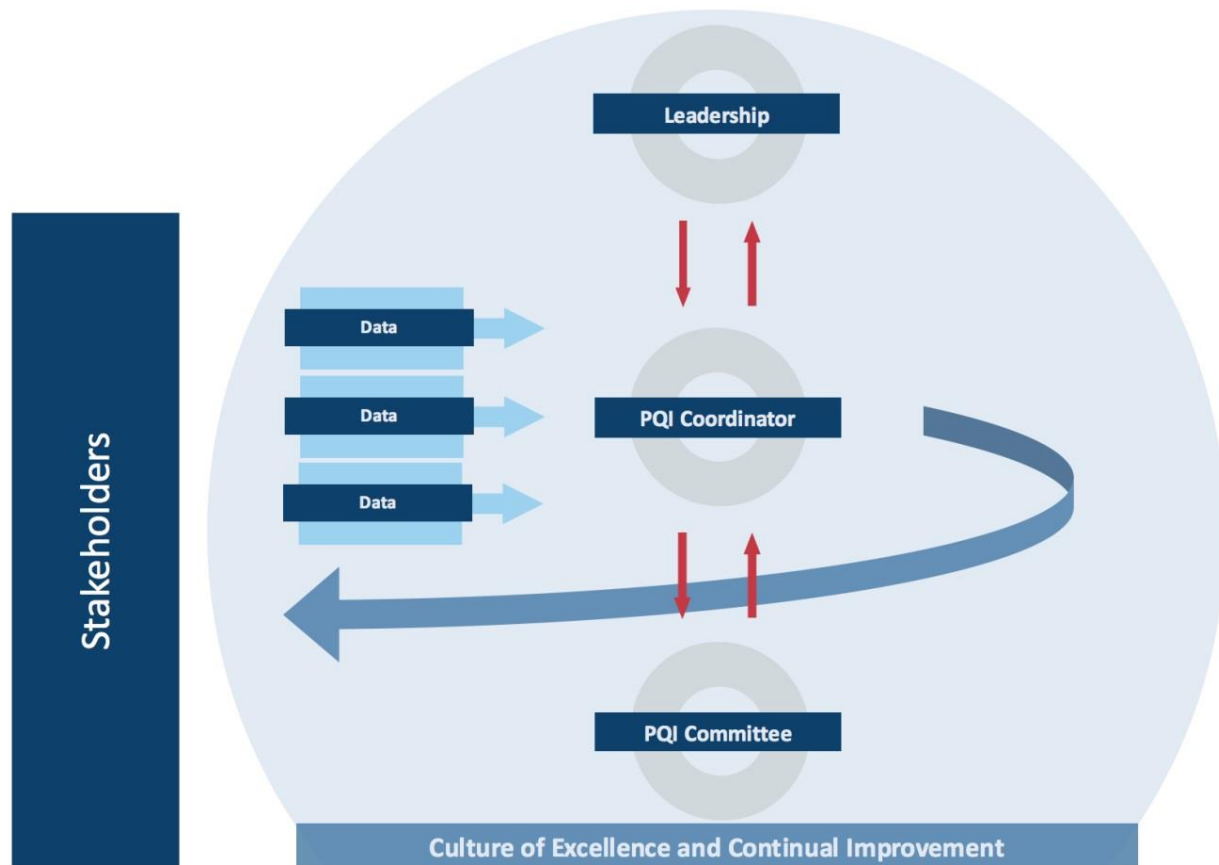 Leadership
Data
Data
PQI Coordinator
Data
Stakeholders
PQI Committee
Culture of Excellence and Continual Improvement